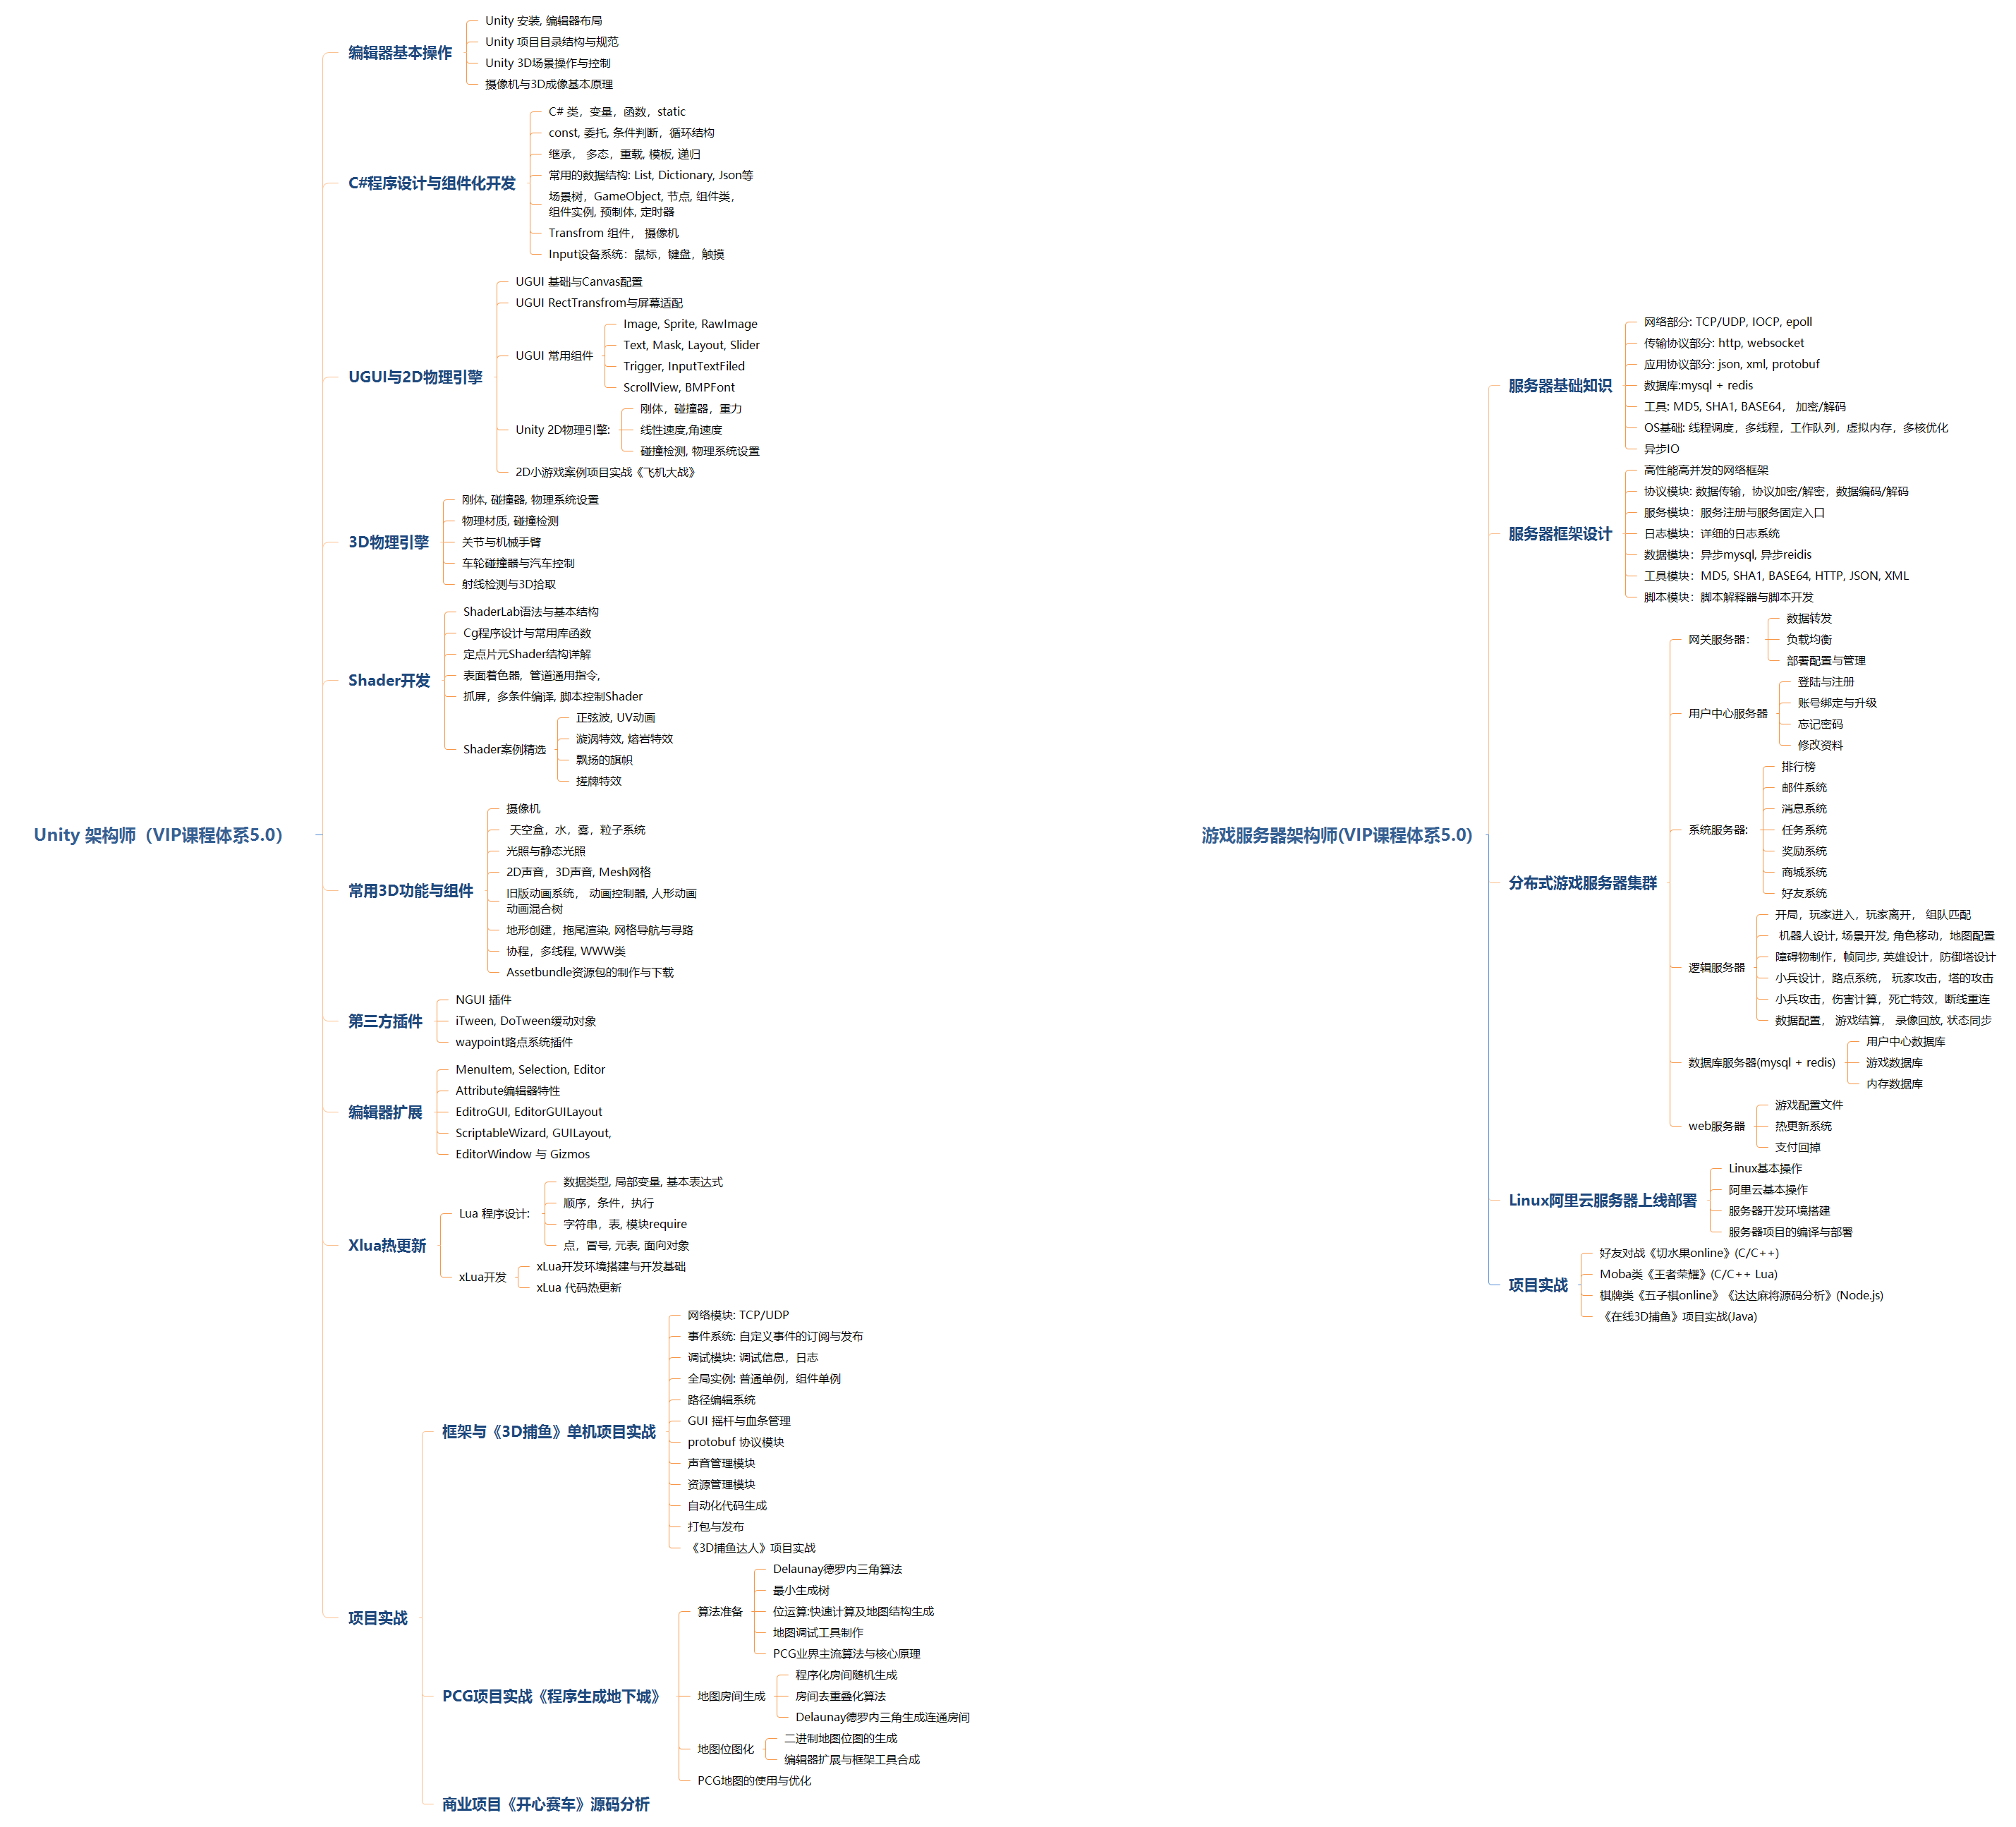 Unity 架构师（VIP课程体系5.0）
编辑器基本操作
Unity 安装, 编辑器布局
Unity 项目目录结构与规范
Unity 3D场景操作与控制
摄像机与3D成像基本原理
C#程序设计与组件化开发
C# 类，变量，函数，static
const, 委托, 条件判断，循环结构
继承， 多态，重载, 模板, 递归
常用的数据结构: List, Dictionary, Json等
场景树，GameObject, 节点, 组件类，
组件实例, 预制体, 定时器
Transfrom 组件， 摄像机
Input设备系统：鼠标，键盘，触摸
UGUI与2D物理引擎
UGUI 基础与Canvas配置
UGUI RectTransfrom与屏幕适配
UGUI 常用组件
Image, Sprite, RawImage
Text, Mask, Layout, Slider
Trigger, InputTextFiled
ScrollView, BMPFont
Unity 2D物理引擎:
刚体，碰撞器，重力
线性速度,角速度
碰撞检测, 物理系统设置
2D小游戏案例项目实战《飞机大战》
3D物理引擎
刚体, 碰撞器, 物理系统设置
物理材质, 碰撞检测
关节与机械手臂
车轮碰撞器与汽车控制
射线检测与3D拾取
Shader开发
ShaderLab语法与基本结构
Cg程序设计与常用库函数
定点片元Shader结构详解
表面着色器，管道通用指令,
抓屏，多条件编译, 脚本控制Shader
Shader案例精选
正弦波, UV动画
漩涡特效, 熔岩特效
飘扬的旗帜
搓牌特效
常用3D功能与组件
摄像机
天空盒，水，雾，粒子系统
光照与静态光照
2D声音，3D声音, Mesh网格
旧版动画系统， 动画控制器, 人形动画
动画混合树
地形创建，拖尾渲染, 网格导航与寻路
协程，多线程, WWW类
Assetbundle资源包的制作与下载
第三方插件
NGUI 插件
iTween, DoTween缓动对象
waypoint路点系统插件
编辑器扩展
MenuItem, Selection, Editor
Attribute编辑器特性
EditroGUI, EditorGUILayout
ScriptableWizard, GUILayout,
EditorWindow 与 Gizmos
Xlua热更新
Lua 程序设计:
数据类型, 局部变量, 基本表达式
顺序，条件，执行
字符串，表, 模块require
点，冒号, 元表, 面向对象
xLua开发
xLua开发环境搭建与开发基础
xLua 代码热更新
项目实战
框架与《3D捕鱼》单机项目实战
网络模块: TCP/UDP
事件系统: 自定义事件的订阅与发布
调试模块: 调试信息，日志
全局实例: 普通单例，组件单例
路径编辑系统
GUI 摇杆与血条管理
protobuf 协议模块
声音管理模块
资源管理模块
自动化代码生成
打包与发布
《3D捕鱼达人》项目实战
PCG项目实战《程序生成地下城》
算法准备
Delaunay德罗内三角算法
最小生成树
位运算:快速计算及地图结构生成
地图调试工具制作
PCG业界主流算法与核心原理
地图房间生成
程序化房间随机生成
房间去重叠化算法
Delaunay德罗内三角生成连通房间
地图位图化
二进制地图位图的生成
编辑器扩展与框架工具合成
PCG地图的使用与优化
商业项目《开心赛车》源码分析
游戏服务器架构师(VIP课程体系5.0)
服务器基础知识
网络部分: TCP/UDP, IOCP, epoll
传输协议部分: http, websocket
应用协议部分: json, xml, protobuf
数据库:mysql + redis
工具: MD5, SHA1, BASE64， 加密/解码
OS基础: 线程调度，多线程，工作队列，虚拟内存，多核优化
异步IO
服务器框架设计
高性能高并发的网络框架
协议模块: 数据传输，协议加密/解密，数据编码/解码
服务模块：服务注册与服务固定入口
日志模块：详细的日志系统
数据模块：异步mysql, 异步reidis
工具模块：MD5, SHA1, BASE64, HTTP, JSON, XML
脚本模块：脚本解释器与脚本开发
分布式游戏服务器集群
网关服务器：
数据转发
负载均衡
部署配置与管理
用户中心服务器
登陆与注册
账号绑定与升级
忘记密码
修改资料
系统服务器:
排行榜
邮件系统
消息系统
任务系统
奖励系统
商城系统
好友系统
逻辑服务器
开局，玩家进入，玩家离开， 组队匹配
机器人设计, 场景开发, 角色移动，地图配置
障碍物制作，帧同步, 英雄设计，防御塔设计
小兵设计，路点系统， 玩家攻击，塔的攻击
小兵攻击，伤害计算，死亡特效，断线重连
数据配置， 游戏结算， 录像回放, 状态同步
数据库服务器(mysql + redis)
用户中心数据库
游戏数据库
内存数据库
web服务器
游戏配置文件
热更新系统
支付回掉
Linux阿里云服务器上线部署
Linux基本操作
阿里云基本操作
服务器开发环境搭建
服务器项目的编译与部署
项目实战
好友对战《切水果online》(C/C++)
Moba类《王者荣耀》(C/C++ Lua)
棋牌类《五子棋online》《达达麻将源码分析》(Node.js)
《在线3D捕鱼》项目实战(Java)